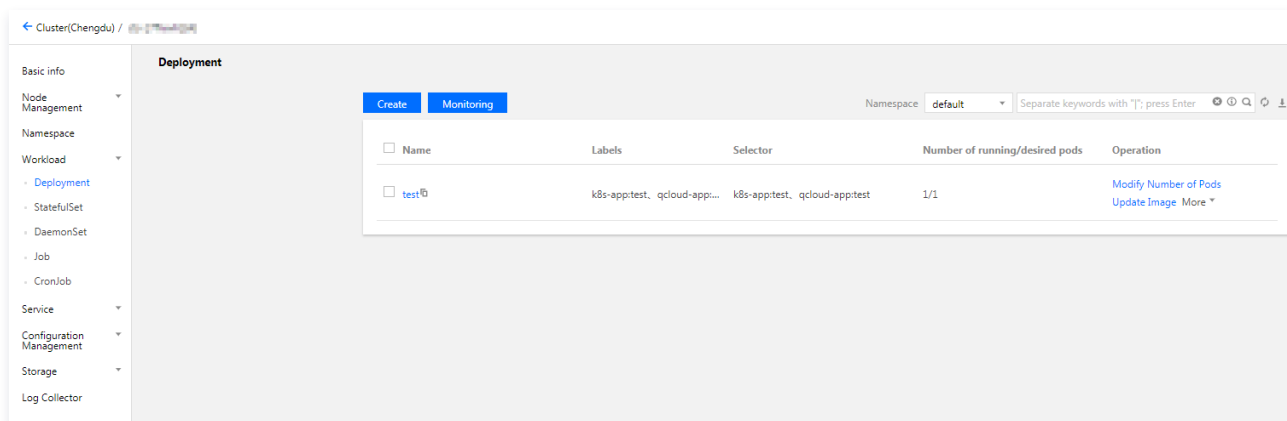 Cluster(Chengdu) /
Basic info
Node
Management
Namespace
Workload
Deployment
StatefulSet
DaemonSet
Job
CronJob
Service
Configuration
Management
Storage
Log Collector
Deployment
Create Monitoring Namespace default Separate keywords with "|"; press Enter
Name Labels Selector Number of running/desired pods Operation
test k8s-app:test、qcloud-app:... k8s-app:test、qcloud-app:test 1/1 Modify Number of Pods
Update Image More